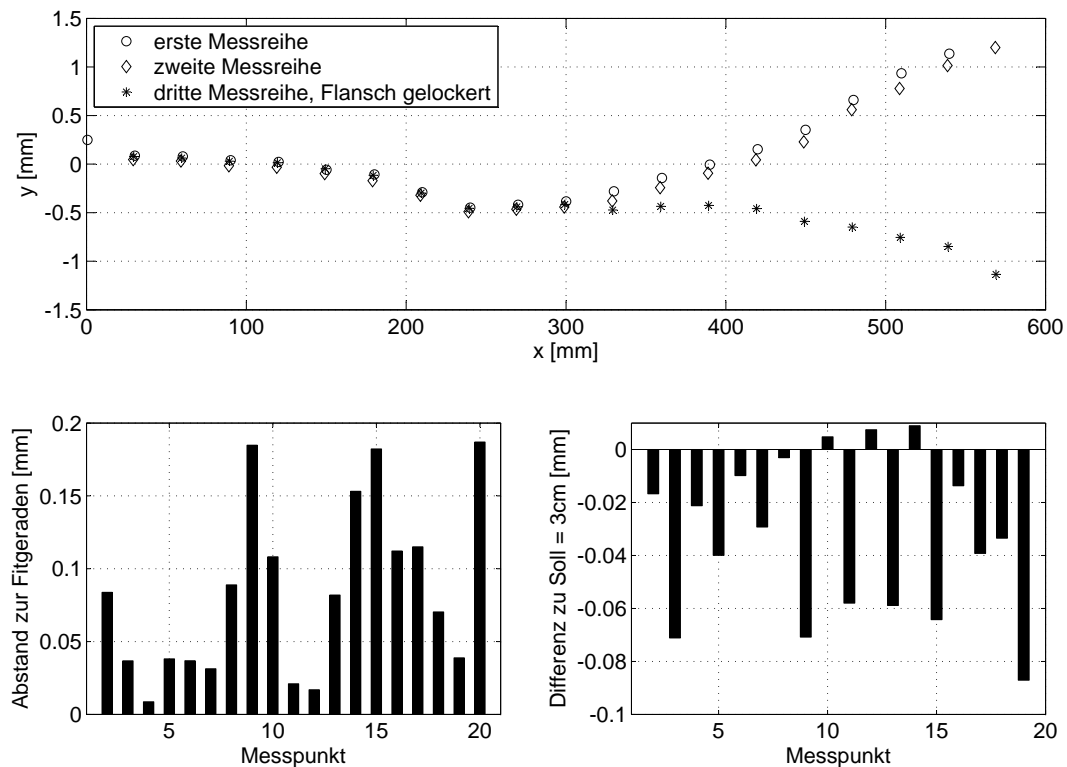 1.5
1
0.5
0
-0.5
-1
-1.5
y [mm]
erste Messreihe
zweite Messreihe
dritte Messreihe, Flansch gelockert
0 100 200 300 400 500 600
x [mm]
0.2
0.15
0.1
0.05
0
Abstand zur Fitgeraden [mm]
5 10 15 20
Messpunkt
0
-0.02
-0.04
-0.06
-0.08
-0.1
Differenz zu Soll = 3cm [mm]
5 10 15 20
Messpunkt